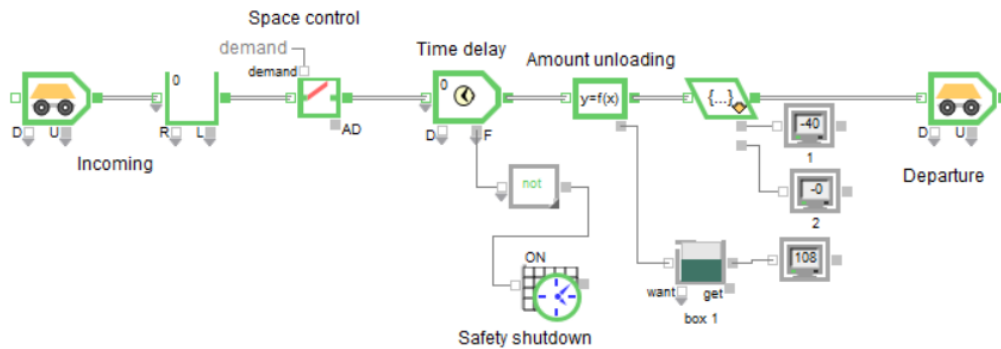 Space control
demand
demand
Time delay
Amount unloading
0
0
y=f(x)
{...}
D U
R L
AD
D F
-40
1
D U
Incoming
Departure
not
-0
2
ON
108
want
get
box 1
Safety shutdown